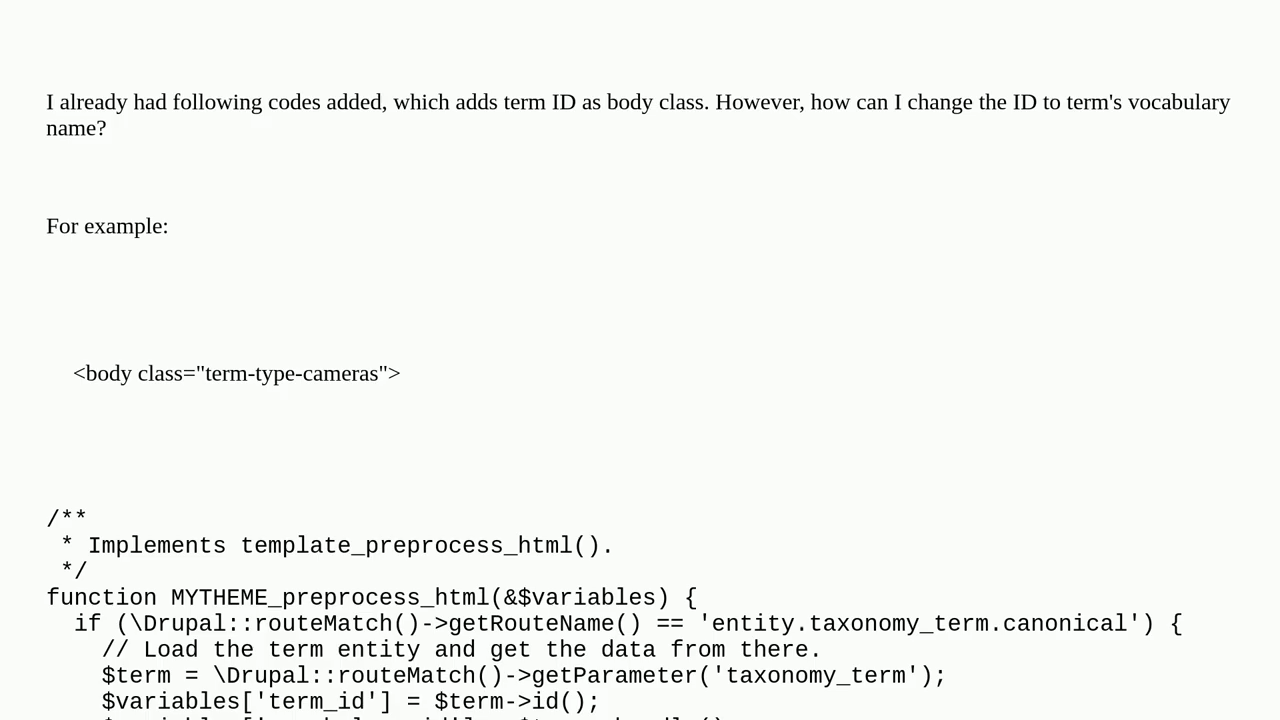 I already had following codes added, which adds term ID as body class. However, how can I change the ID to term's vocabulary
name?
For example:
<body class="term-type-cameras">
/**
 * Implements template_preprocess_html().
 */
function MYTHEME_preprocess_html(&$variables) {
  if (\Drupal::routeMatch()->getRouteName() == 'entity.taxonomy_term.canonical') {
    // Load the term entity and get the data from there.
    $term = \Drupal::routeMatch()->getParameter('taxonomy_term');
    $variables['term_id'] = $term->id();